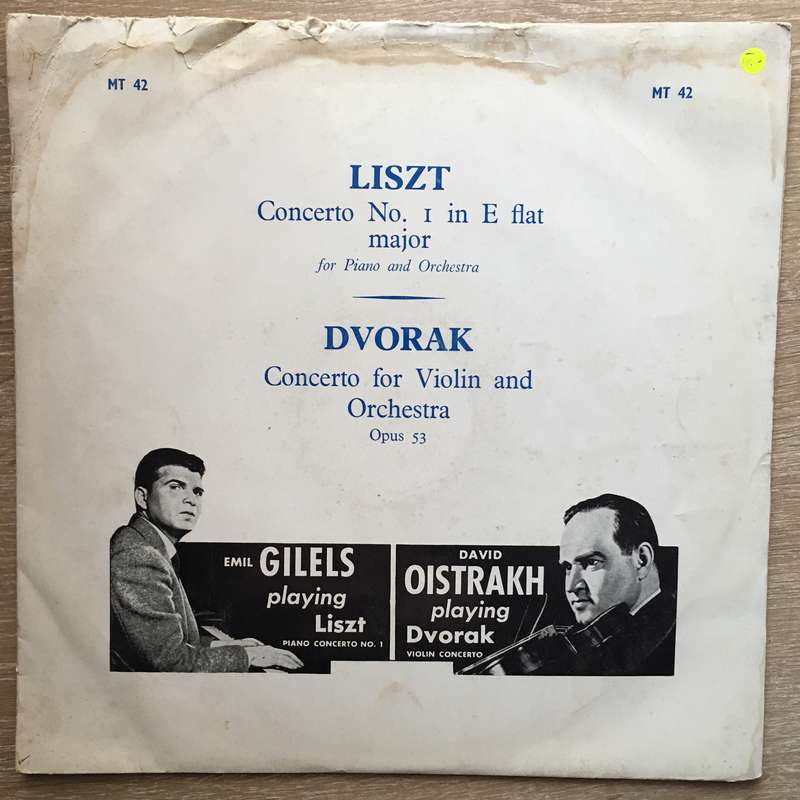 MT 42
MT 42
LISZT
Concerto No. 1 in E flat
major
for Piano and Orchestra
DVORAK
Concerto for Violin and
Orchestra
Opus 53
EMIL GILELS
playing
Liszt
PIANO CONCERTO NO. 1
DAVID
OISTRAKH
playing
Dvorak
VIOLIN CONCERTO